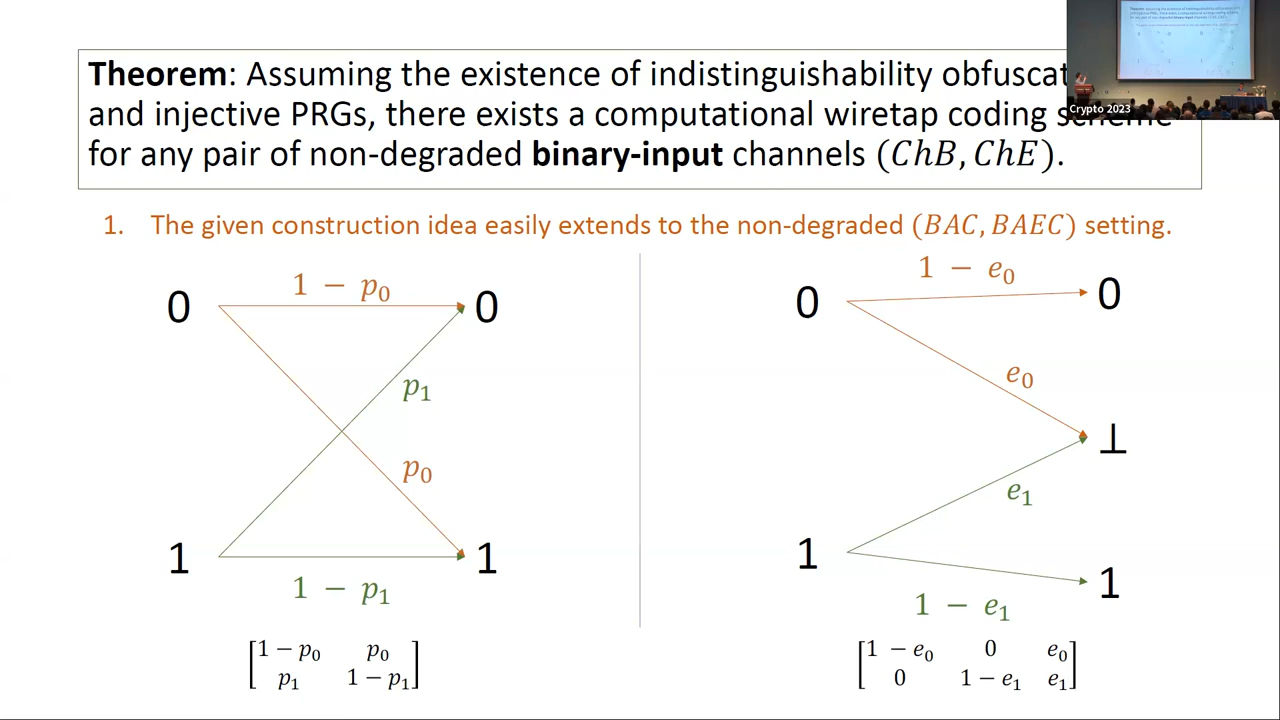 Theorem: Assuming the existence of indistinguishability obfuscat
and injective PRGs, there exists a computational wiretap coding scheme
for any pair of non-degraded binary-input channels (ChB, ChE).
Crypto 2023
1. The given construction idea easily extends to the non-degraded (BAC, BAEC) setting.
0 1 − p₀ 0
p₁
p₀
1 1
1 − p₁
[1 − p₀ p₀
p₁ 1 − p₁]
1 − e₀
0 0
e₀
⊥
e₁
1 1
1 − e₁
[1 − e₀ 0 e₀
0 1 − e₁ e₁]